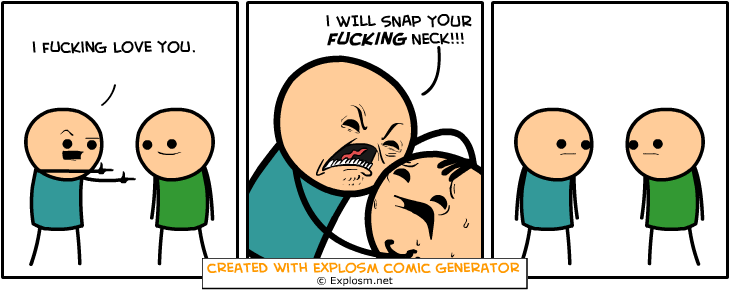 I FUCKING LOVE YOU.
I WILL SNAP YOUR
FUCKING NECK!!!
CREATED WITH EXPLOSM COMIC GENERATOR
© Explosm.net